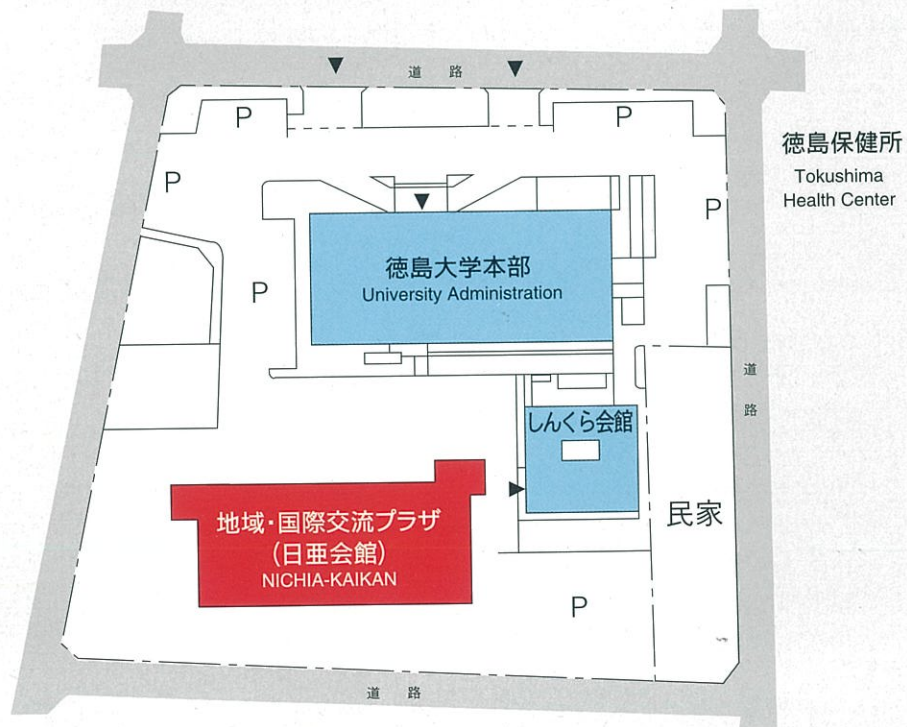 道 路
P
P
徳島保健所
Tokushima
Health Center
P
P
徳島大学本部
University Administration
P
道
路
しんくら会館
民家
地域・国際交流プラザ
(日亜会館)
NICHIA-KAIKAN
P
道 路